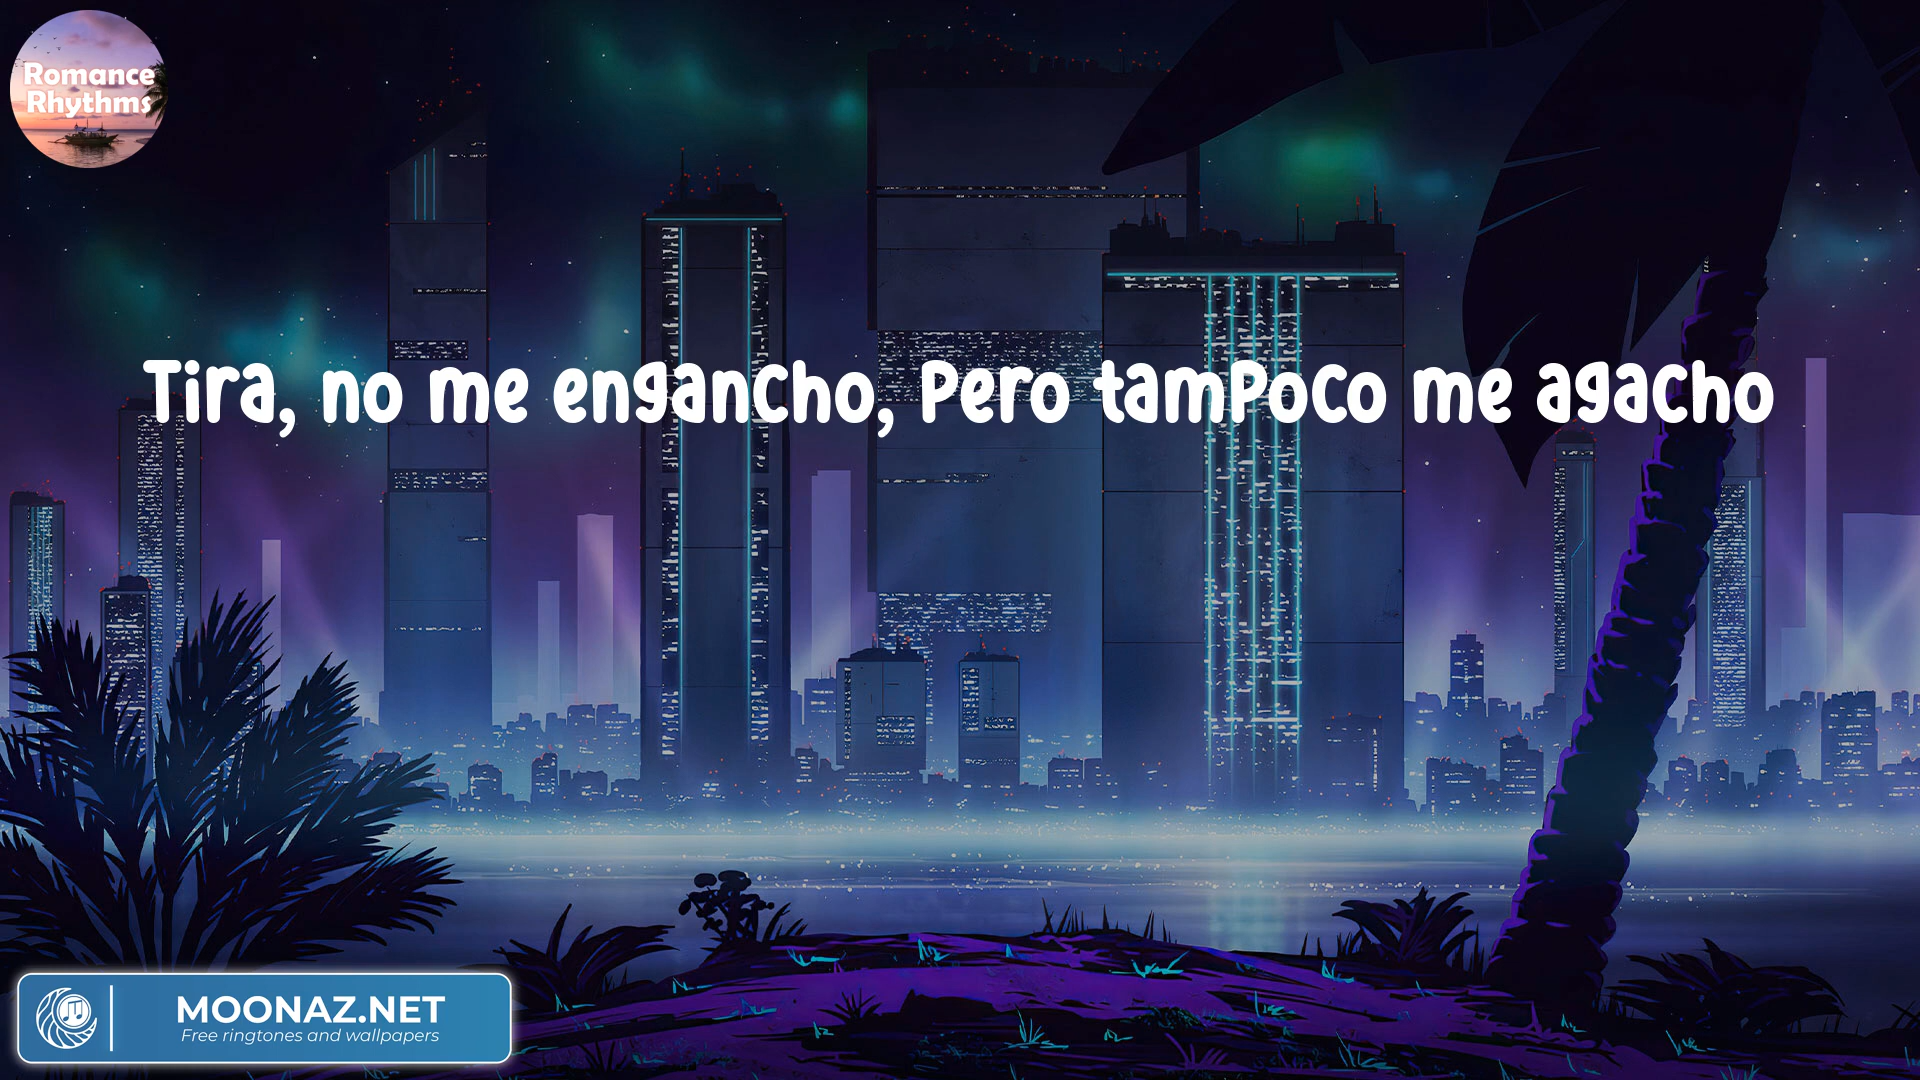 Romance
Rhythms
Tira, no me engancho, Pero tampoco me agacho
MOONAZ.NET
Free ringtones and wallpapers